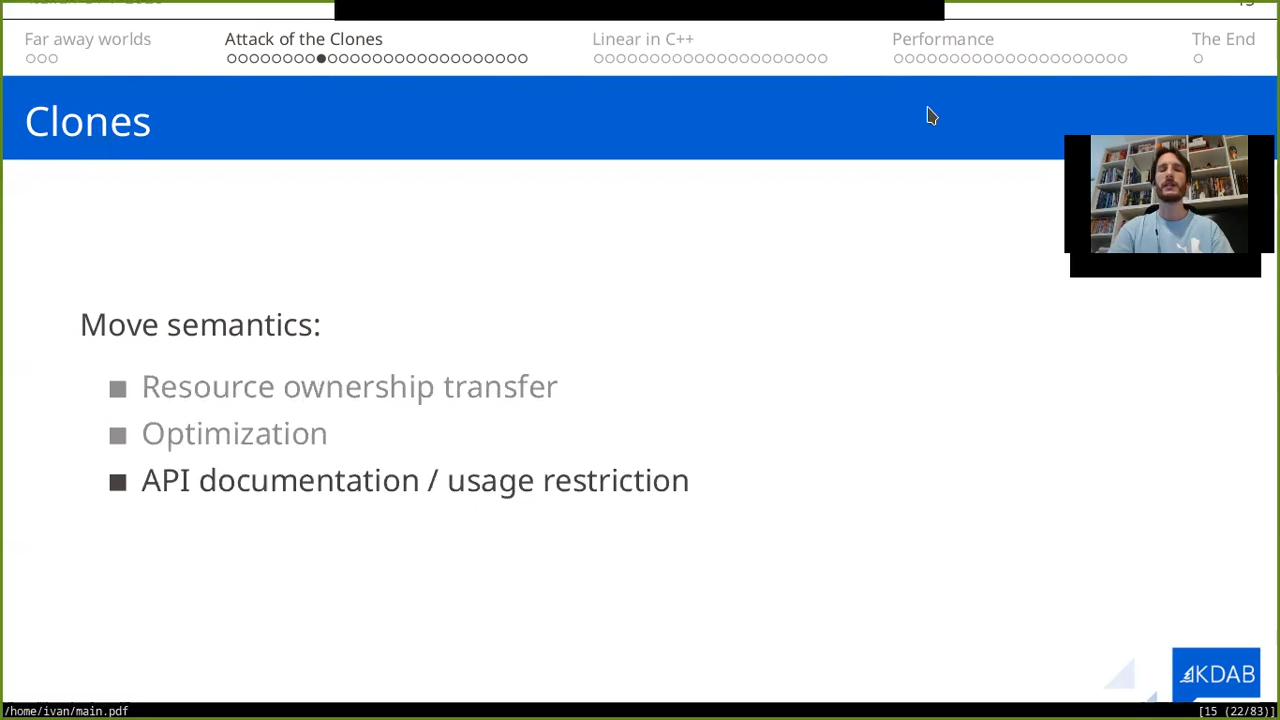 Far away worlds
Attack of the Clones
Linear in C++
Performance
The End
Clones
Move semantics:
Resource ownership transfer
Optimization
API documentation / usage restriction
KDAB
/home/ivan/main.pdf
[15 (22/83)]